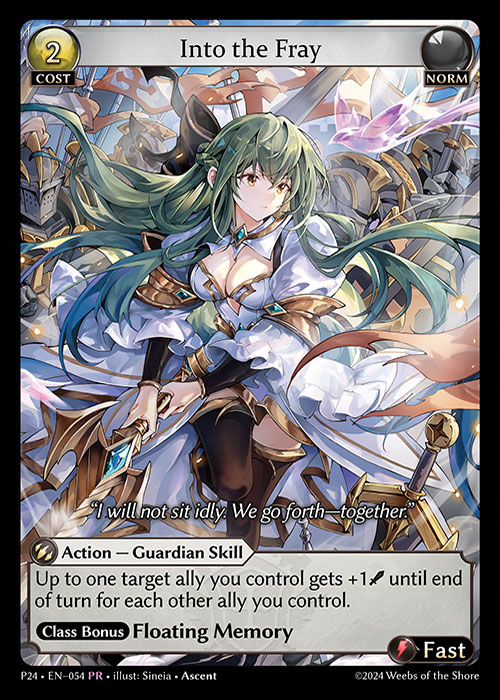 2
COST
Into the Fray
NORM
"I will not sit idly. We go forth—together."
Action — Guardian Skill
Up to one target ally you control gets +1 until end
of turn for each other ally you control.
Class Bonus Floating Memory
Fast
P24 • EN–054 PR • illust: Sineia • Ascent
©2024 Weebs of the Shore